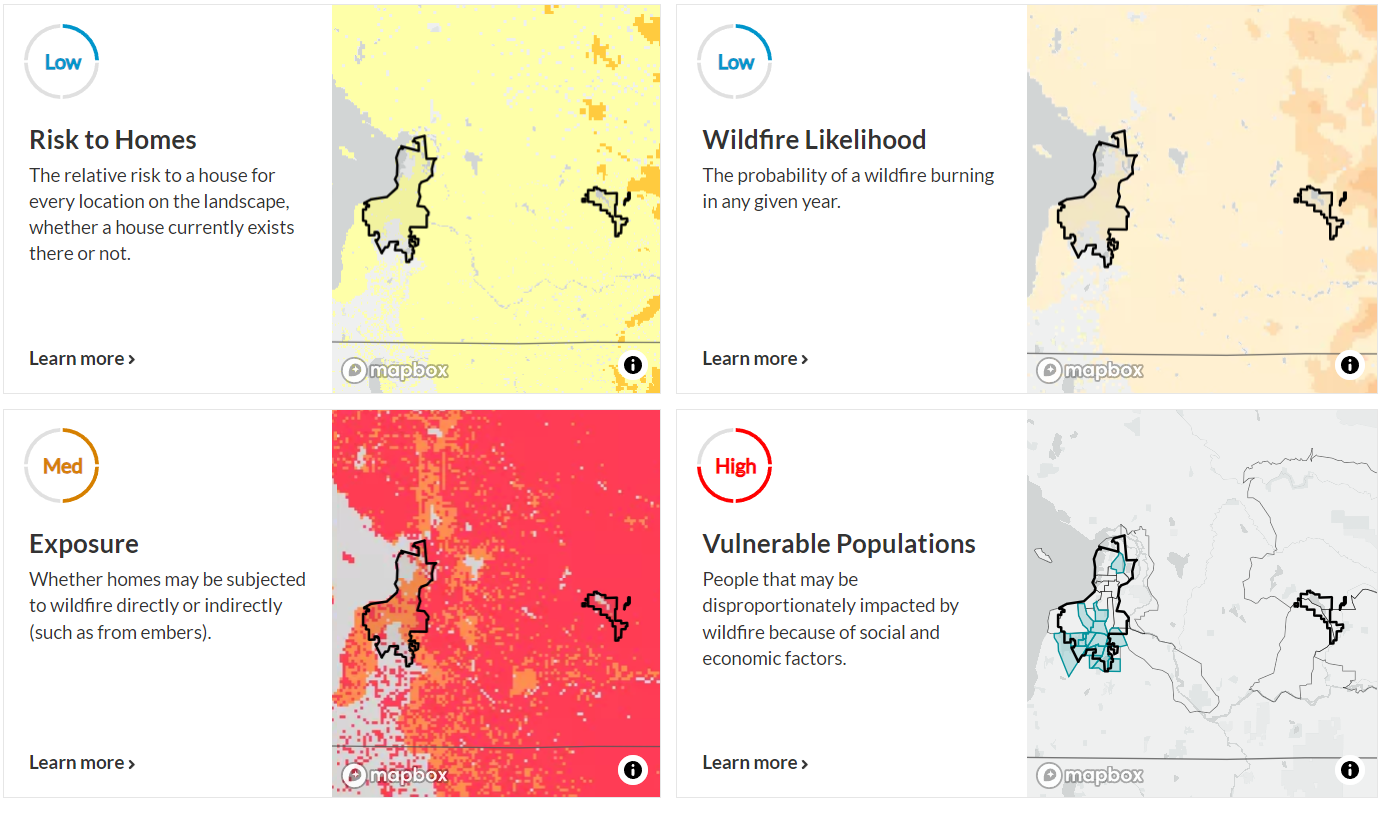 Low
Risk to Homes
The relative risk to a house for
every location on the landscape,
whether a house currently exists
there or not.
Learn more ›
mapbox
i
Low
Wildfire Likelihood
The probability of a wildfire burning
in any given year.
Learn more ›
mapbox
i
Med
Exposure
Whether homes may be subjected
to wildfire directly or indirectly
(such as from embers).
Learn more ›
mapbox
i
High
Vulnerable Populations
People that may be
disproportionately impacted by
wildfire because of social and
economic factors.
Learn more ›
mapbox
i